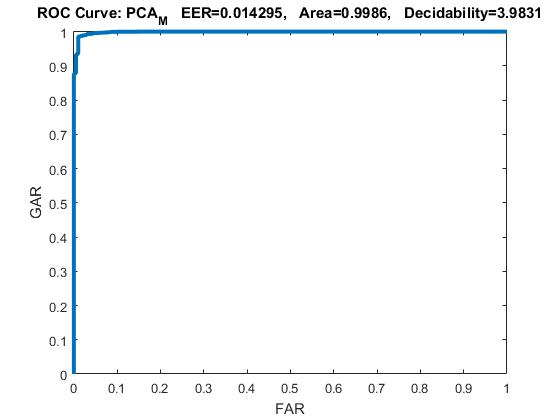 ROC Curve: PCA_M EER=0.014295, Area=0.9986, Decidability=3.9831
1
0.9
0.8
0.7
0.6
0.5
0.4
0.3
0.2
0.1
0
GAR
0 0.1 0.2 0.3 0.4 0.5 0.6 0.7 0.8 0.9 1
FAR